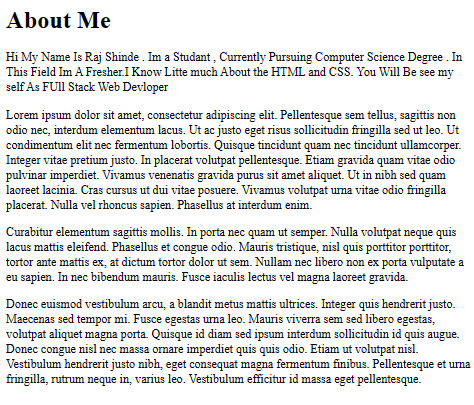 About Me
Hi My Name Is Raj Shinde . Im a Studant , Currently Pursuing Computer Science Degree . In
This Field Im A Fresher.I Know Litte much About the HTML and CSS. You Will Be see my
self As FUll Stack Web Devloper
Lorem ipsum dolor sit amet, consectetur adipiscing elit. Pellentesque sem tellus, sagittis non
odio nec, interdum elementum lacus. Ut ac justo eget risus sollicitudin fringilla sed ut leo. Ut
condimentum elit nec fermentum lobortis. Quisque tincidunt quam nec tincidunt ullamcorper.
Integer vitae pretium justo. In placerat volutpat pellentesque. Etiam gravida quam vitae odio
pulvinar imperdiet. Vivamus venenatis gravida purus sit amet aliquet. Ut in nibh sed quam
laoreet lacinia. Cras cursus ut dui vitae posuere. Vivamus volutpat urna vitae odio fringilla
placerat. Nulla vel rhoncus sapien. Phasellus at interdum enim.
Curabitur elementum sagittis mollis. In porta nec quam ut semper. Nulla volutpat neque quis
lacus mattis eleifend. Phasellus et congue odio. Mauris tristique, nisl quis porttitor porttitor,
tortor ante mattis ex, at dictum tortor dolor ut sem. Nullam nec libero non ex porta vulputate a
eu sapien. In nec bibendum mauris. Fusce iaculis lectus vel magna laoreet gravida.
Donec euismod vestibulum arcu, a blandit metus mattis ultrices. Integer quis hendrerit justo.
Maecenas sed tempor mi. Fusce egestas urna leo. Mauris viverra sem sed libero egestas,
volutpat aliquet magna porta. Quisque id diam sed ipsum interdum sollicitudin id quis augue.
Donec congue nisl nec massa ornare imperdiet quis quis odio. Etiam ut volutpat nisl.
Vestibulum hendrerit justo nibh, eget consequat magna fermentum finibus. Pellentesque et urna
fringilla, rutrum neque in, varius leo. Vestibulum efficitur id massa eget pellentesque.